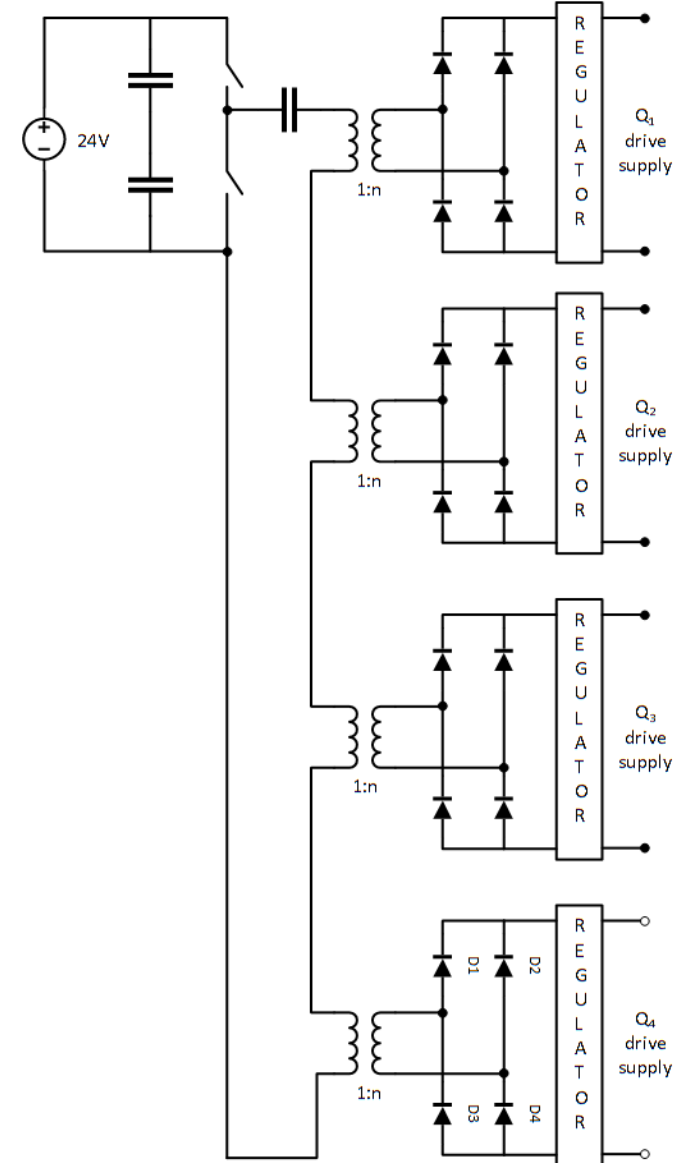 24V
1:n
R
E
G
U
L
A
T
O
R
Q₁
drive
supply
1:n
R
E
G
U
L
A
T
O
R
Q₂
drive
supply
1:n
R
E
G
U
L
A
T
O
R
Q₃
drive
supply
1:n
D1
D2
D3
D4
R
E
G
U
L
A
T
O
R
Q₄
drive
supply